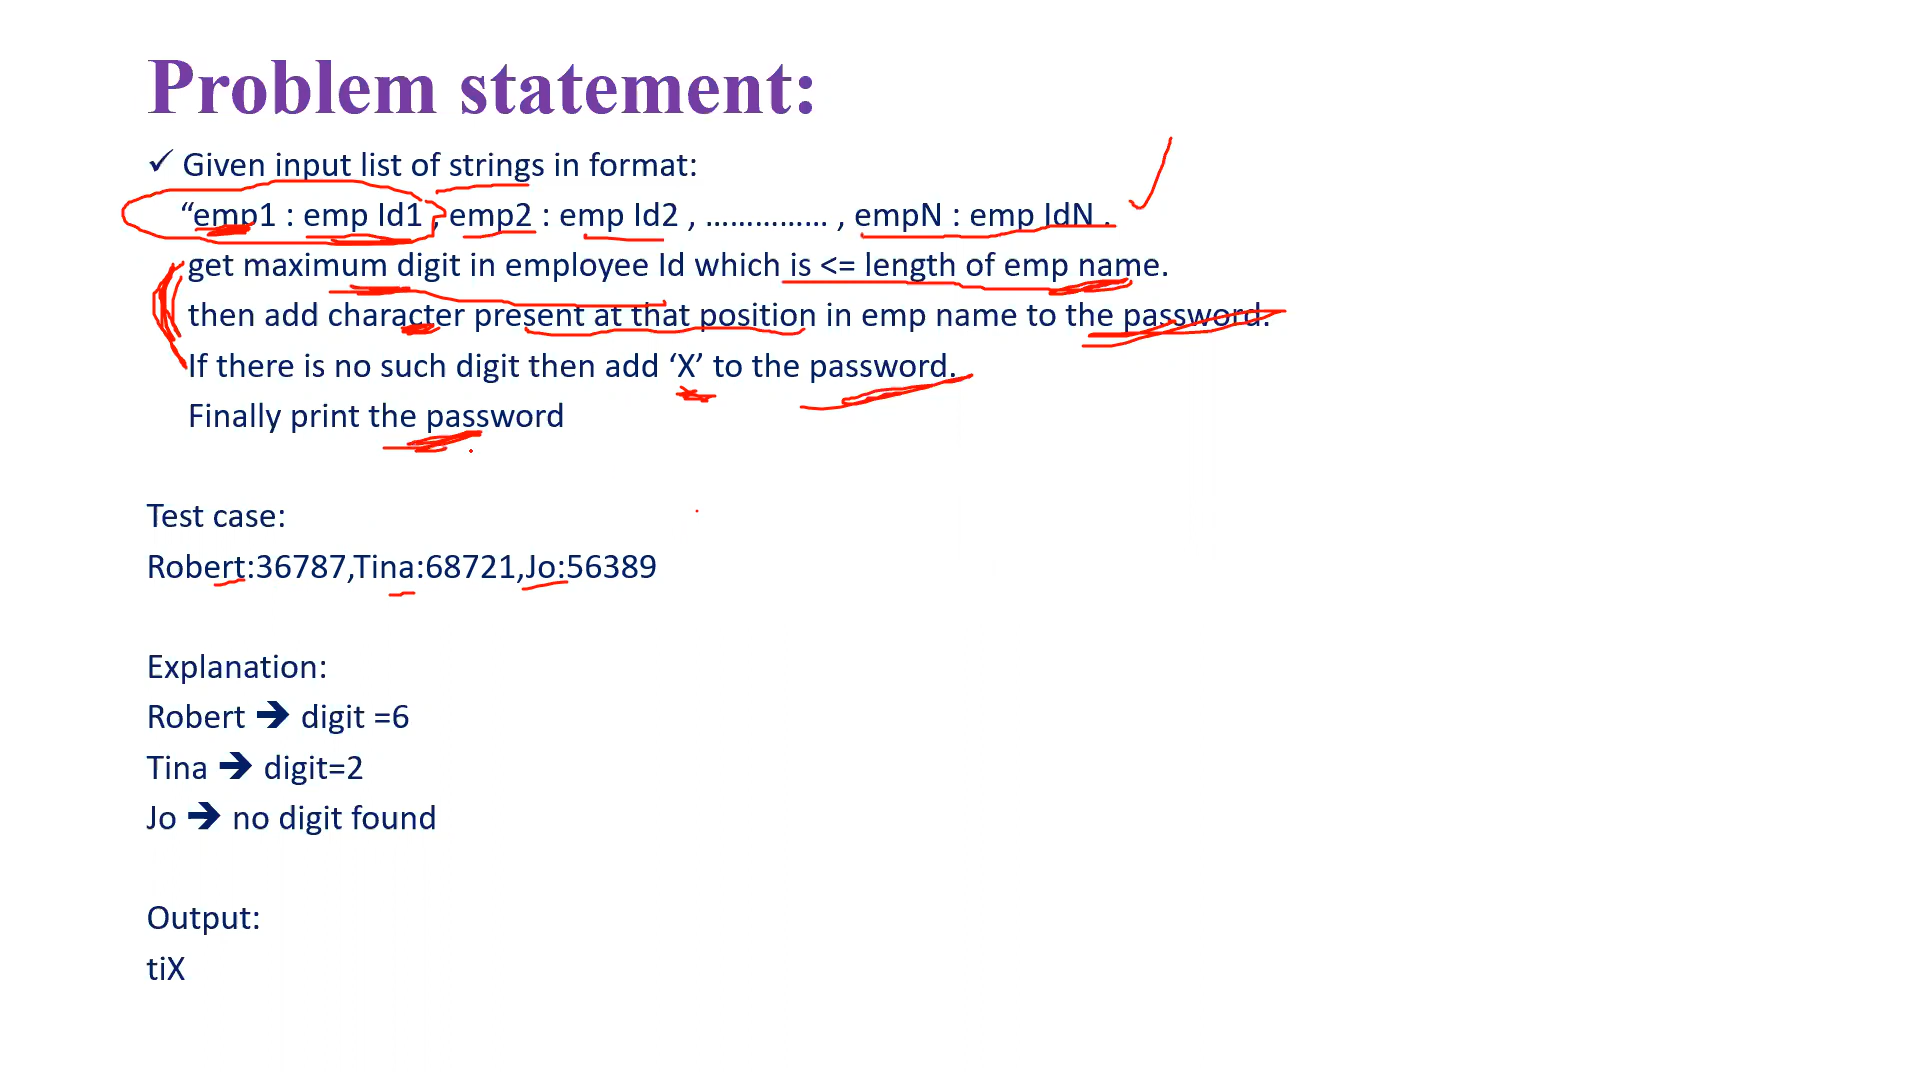 Problem statement:
✓ Given input list of strings in format:
“emp1 : emp Id1 , emp2 : emp Id2 , …………… , empN : emp IdN .
get maximum digit in employee Id which is <= length of emp name.
then add character present at that position in emp name to the password.
If there is no such digit then add ‘X’ to the password.
Finally print the password
Test case:
Robert:36787,Tina:68721,Jo:56389
Explanation:
Robert ➔ digit =6
Tina ➔ digit=2
Jo ➔ no digit found
Output:
tiX